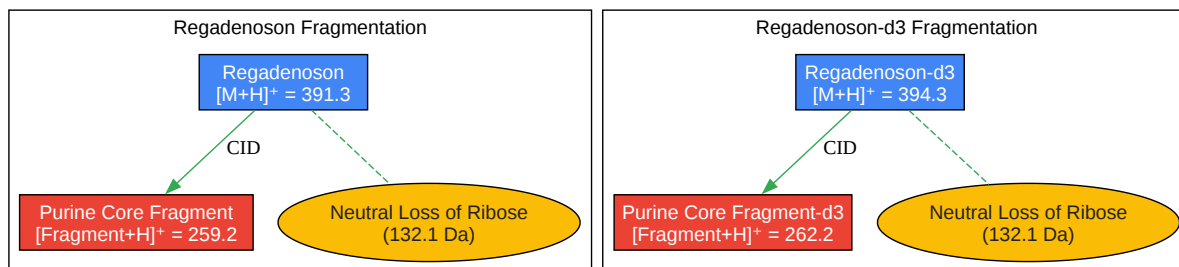 Regadenoson Fragmentation
Regadenoson
[M+H]⁺ = 391.3
CID
Purine Core Fragment
[Fragment+H]⁺ = 259.2
Neutral Loss of Ribose
(132.1 Da)
Regadenoson-d3 Fragmentation
Regadenoson-d3
[M+H]⁺ = 394.3
CID
Purine Core Fragment-d3
[Fragment+H]⁺ = 262.2
Neutral Loss of Ribose
(132.1 Da)